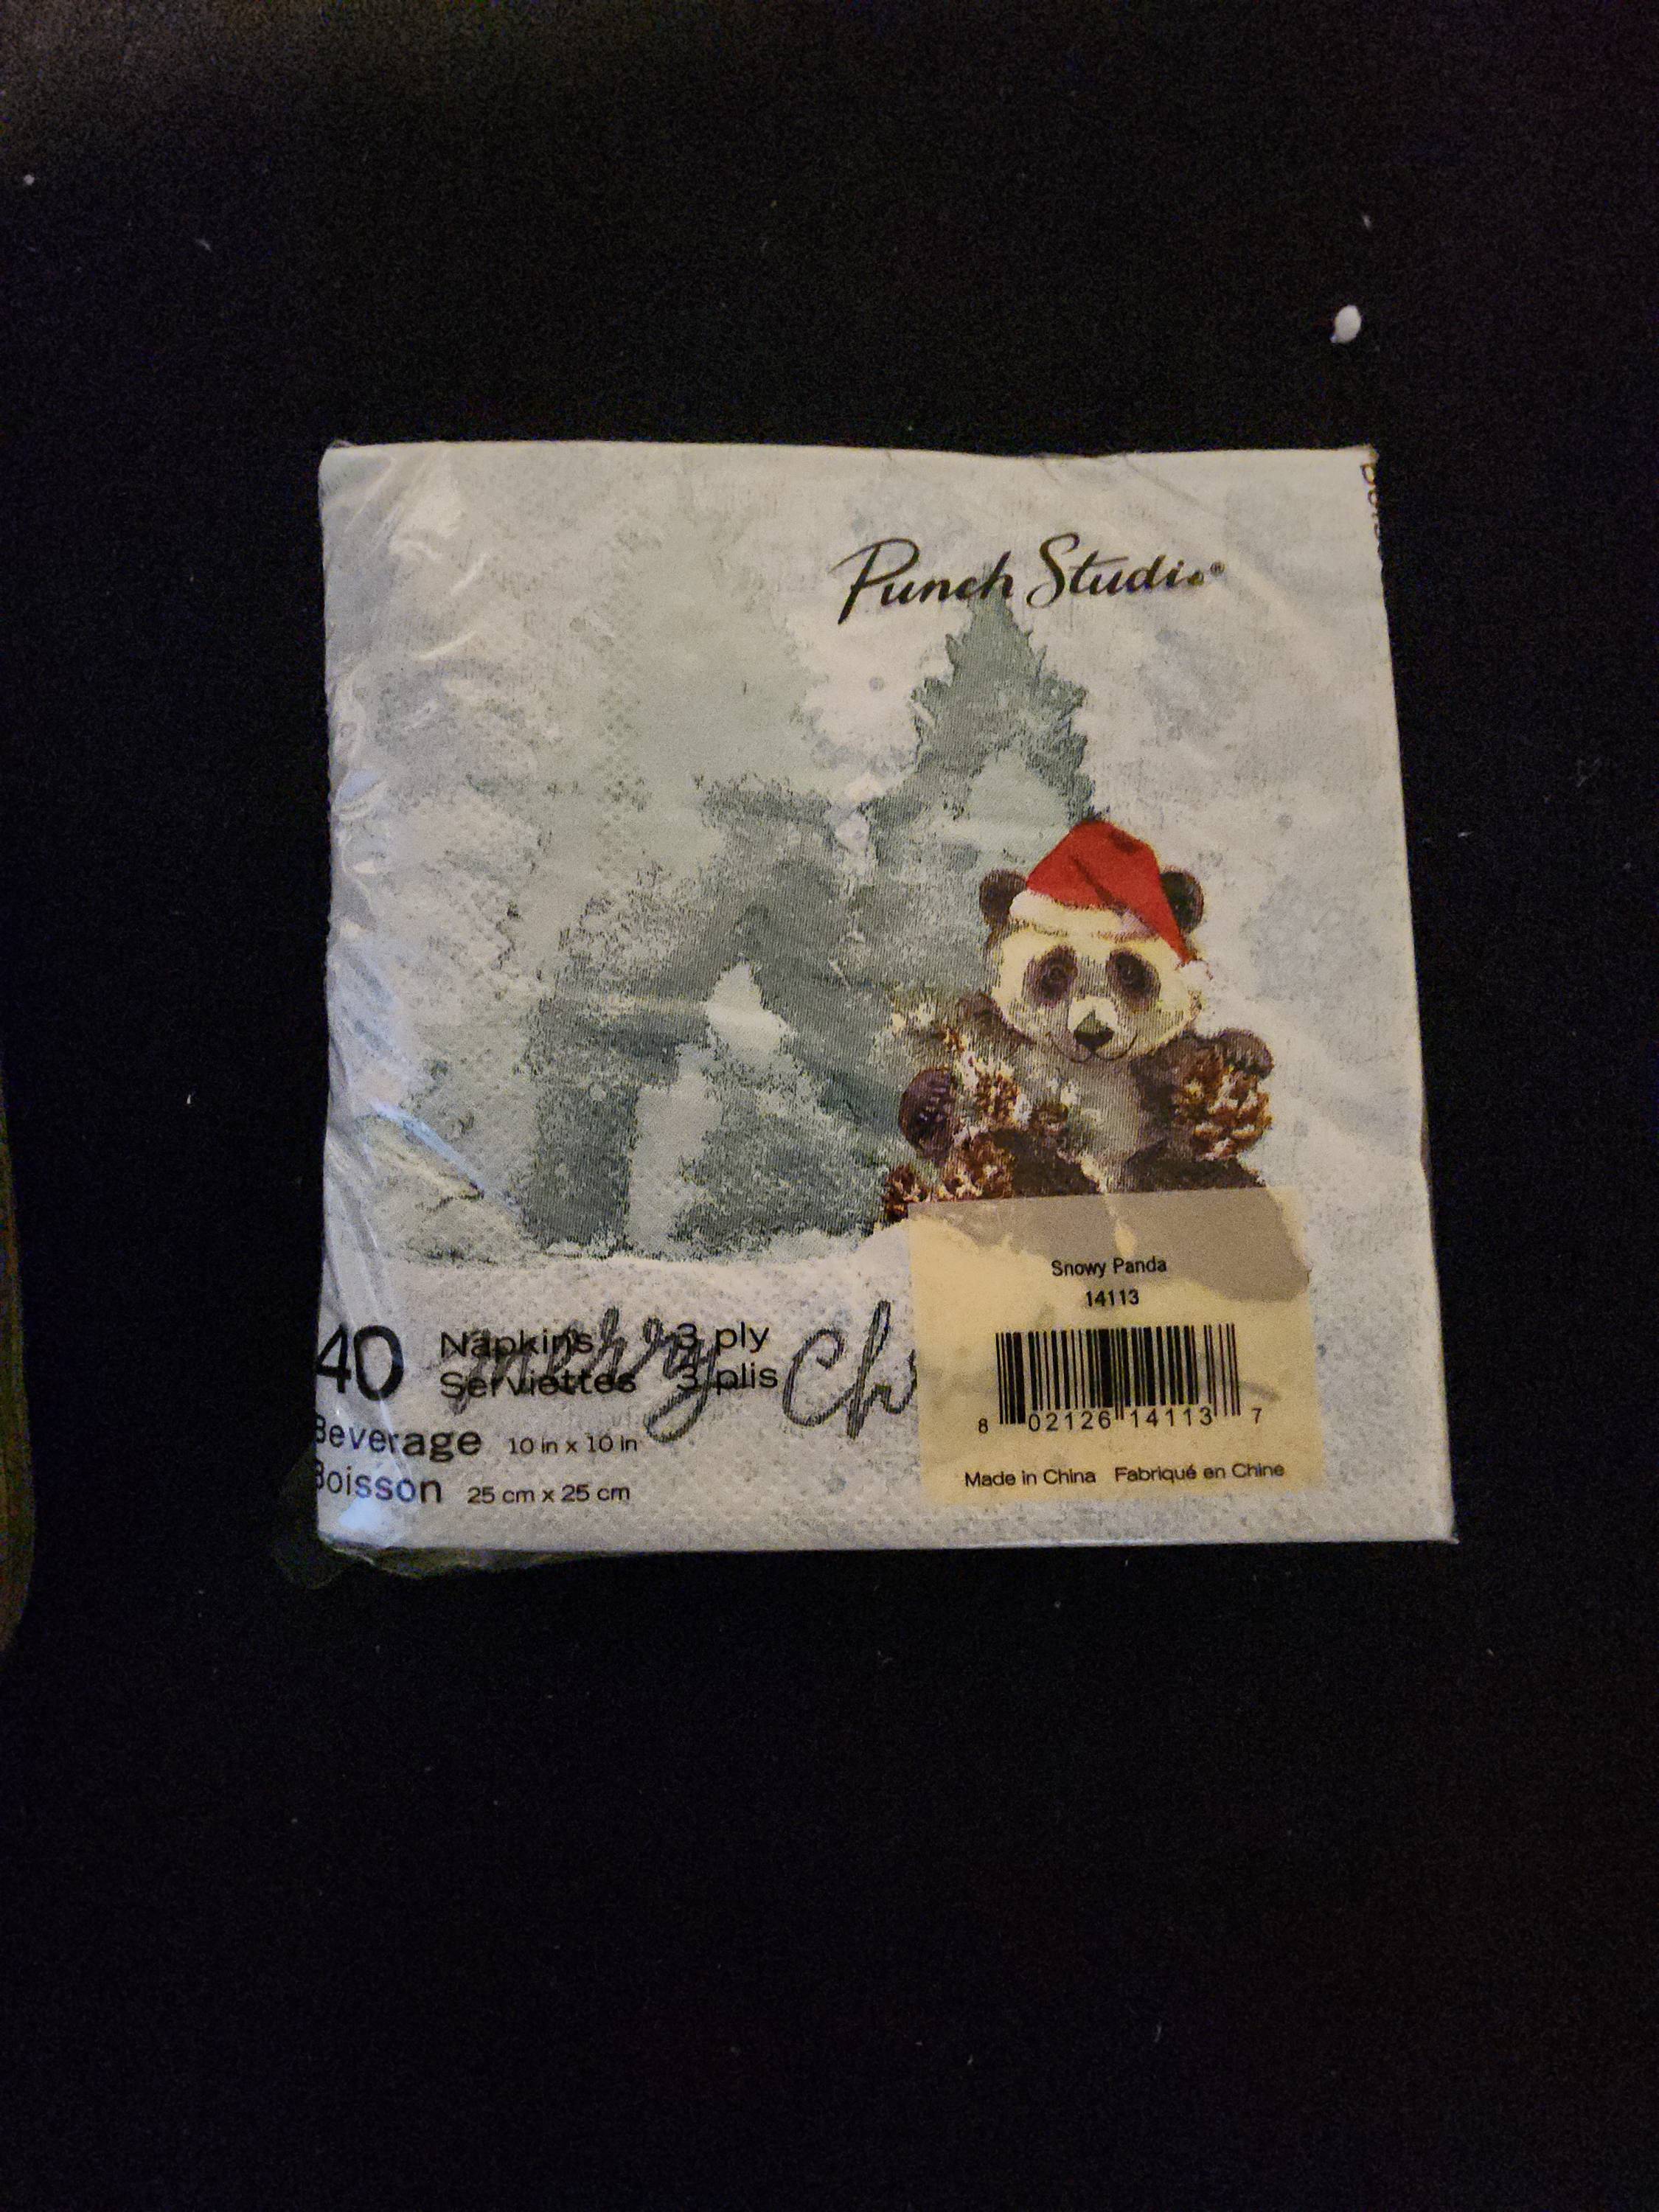 Punch Studio®
Snowy Panda
14113
8 02126 14113 7
Made in China Fabriqué en Chine
merry Ch
40 Napkins 3 ply
Serviettes 3 plis
Beverage 10 in x 10 in
Boisson 25 cm x 25 cm